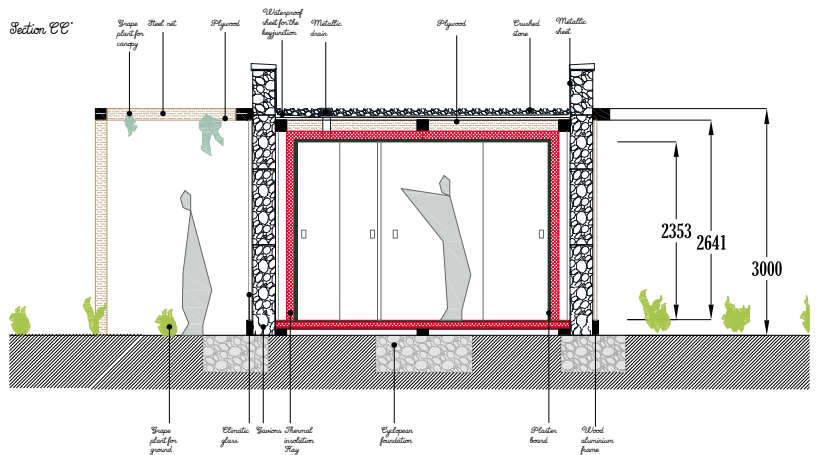 Section CC'
Grape
plant for
canopy
Steel net
Plywood
Waterproof
sheet for the
keyjunction
Metallic
drain
Plywood
Crushed
stone
Metallic
sheet
2353
2641
3000
Grape
plant for
ground
Climatic
glass
Gavions
Thermal
insolation
Hay
Cyclopean
foundation
Plaster
board
Wood
aluminium
frame